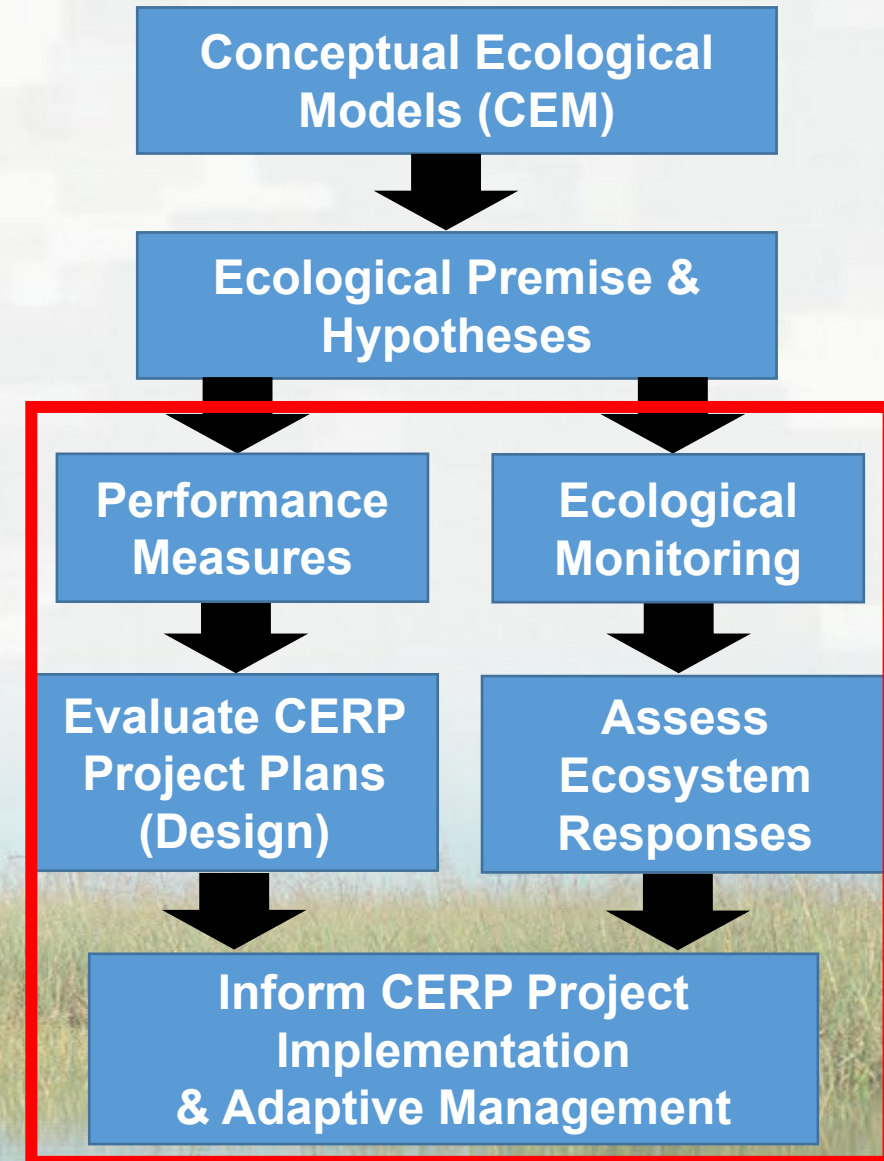 Conceptual Ecological
Models (CEM)
Ecological Premise &
Hypotheses
Performance
Measures
Ecological
Monitoring
Evaluate CERP
Project Plans
(Design)
Assess
Ecosystem
Responses
Inform CERP Project
Implementation
& Adaptive Management